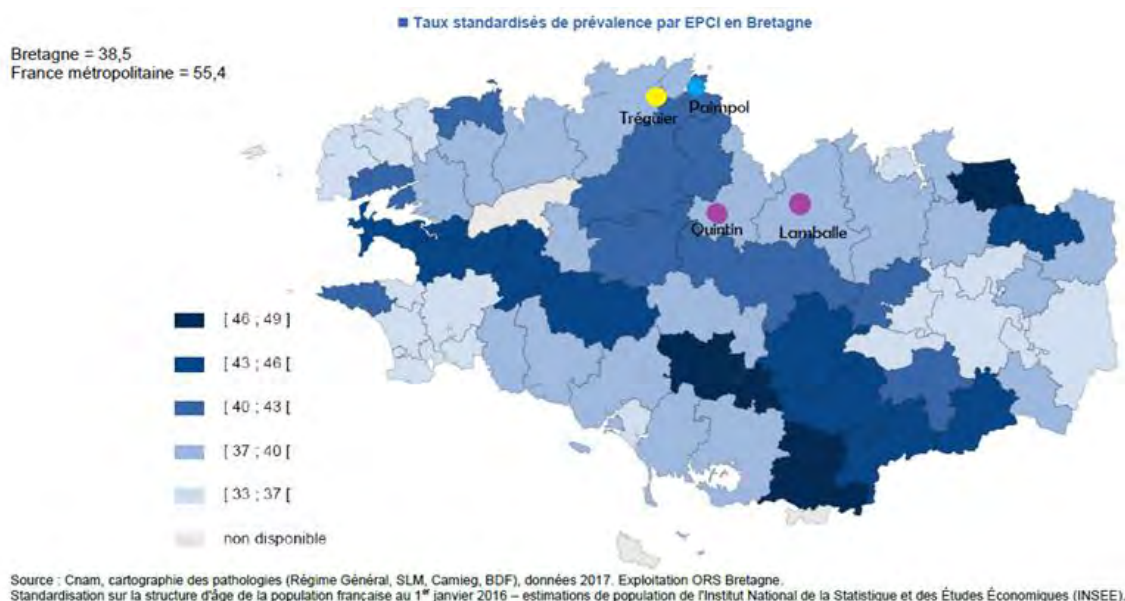 ■ Taux standardisés de prévalence par EPCI en Bretagne
Bretagne = 38,5
France métropolitaine = 55,4
Paimpol
Tréguier
Quintin
Lamballe
[ 46 ; 49 ]
[ 43 ; 46 [
[ 40 ; 43 [
[ 37 ; 40 [
[ 33 ; 37 [
non disponible
Source : Cnam, cartographie des pathologies (Régime Général, SLM, Camieg, BDF), données 2017. Exploitation ORS Bretagne.
Standardisation sur la structure d'âge de la population française au 1er janvier 2016 – estimations de population de l'Institut National de la Statistique et des Études Économiques (INSEE).